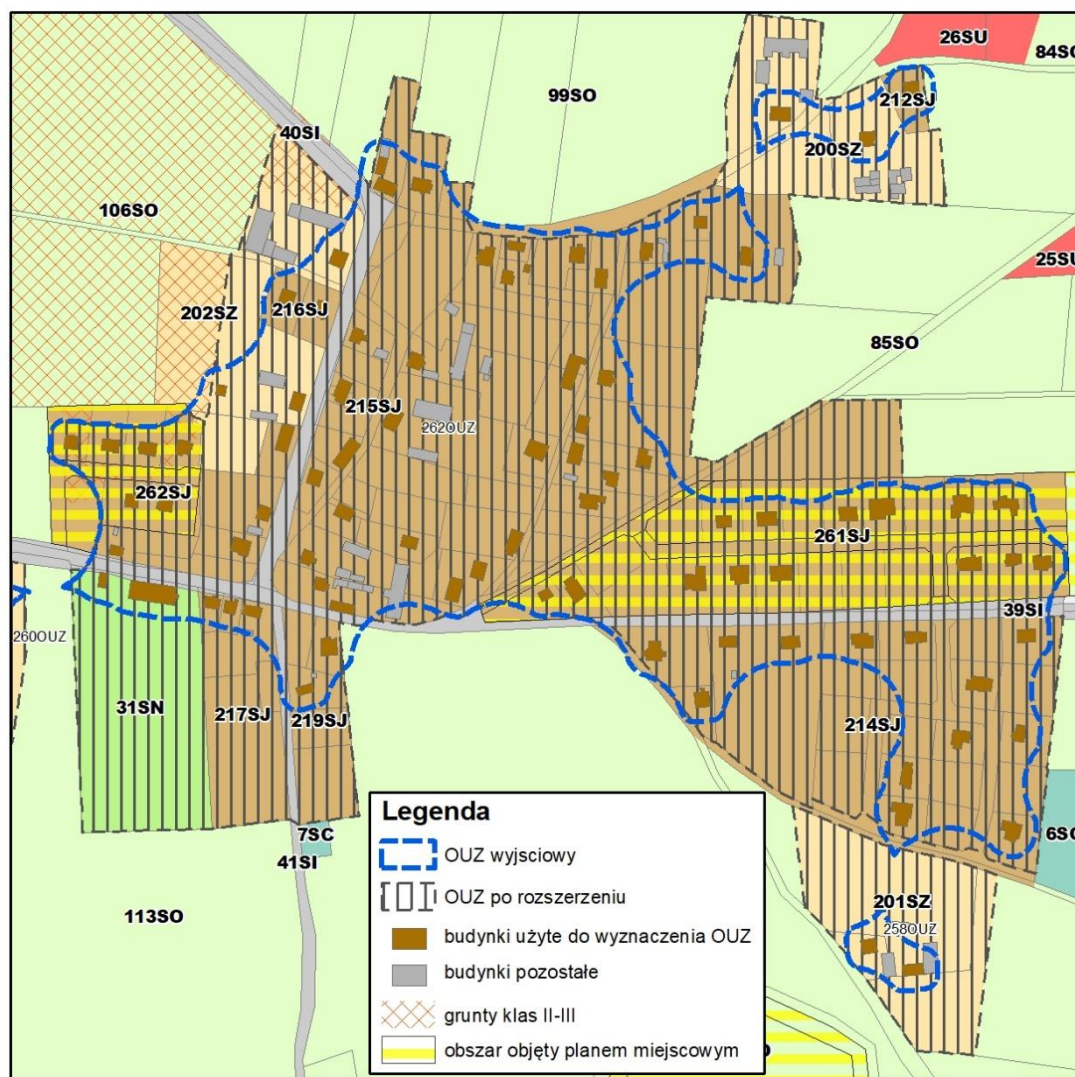 26SU
84SO
99SO
212SJ
40SI
200SZ
106SO
25SU
202SZ
216SJ
85SO
215SJ
262OUZ
262SJ
261SJ
39SI
260OUZ
31SN
217SJ
219SJ
214SJ
7SC
41SI
6SC
113SO
201SZ
258OUZ
Legenda
OUZ wyjsciowy
OUZ po rozszerzeniu
budynki użyte do wyznaczenia OUZ
budynki pozostałe
grunty klas II-III
obszar objęty planem miejscowym